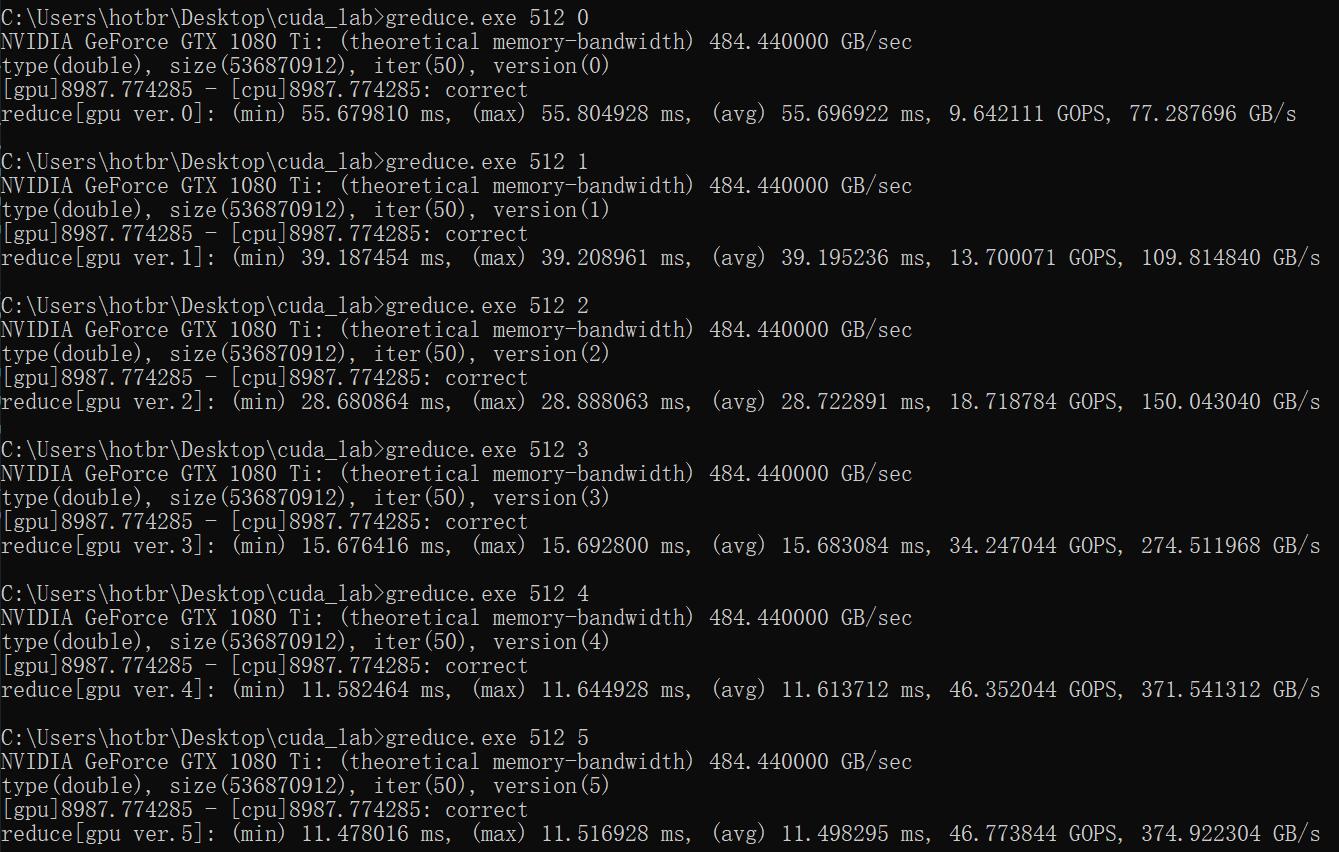 C:\Users\hotbr\Desktop\cuda_lab>greduce.exe 512 0
NVIDIA GeForce GTX 1080 Ti: (theoretical memory-bandwidth) 484.440000 GB/sec
type(double), size(536870912), iter(50), version(0)
[gpu]8987.774285 - [cpu]8987.774285: correct
reduce[gpu ver.0]: (min) 55.679810 ms, (max) 55.804928 ms, (avg) 55.696922 ms, 9.642111 GOPS, 77.287696 GB/s
C:\Users\hotbr\Desktop\cuda_lab>greduce.exe 512 1
NVIDIA GeForce GTX 1080 Ti: (theoretical memory-bandwidth) 484.440000 GB/sec
type(double), size(536870912), iter(50), version(1)
[gpu]8987.774285 - [cpu]8987.774285: correct
reduce[gpu ver.1]: (min) 39.187454 ms, (max) 39.208961 ms, (avg) 39.195236 ms, 13.700071 GOPS, 109.814840 GB/s
C:\Users\hotbr\Desktop\cuda_lab>greduce.exe 512 2
NVIDIA GeForce GTX 1080 Ti: (theoretical memory-bandwidth) 484.440000 GB/sec
type(double), size(536870912), iter(50), version(2)
[gpu]8987.774285 - [cpu]8987.774285: correct
reduce[gpu ver.2]: (min) 28.680864 ms, (max) 28.888063 ms, (avg) 28.722891 ms, 18.718784 GOPS, 150.043040 GB/s
C:\Users\hotbr\Desktop\cuda_lab>greduce.exe 512 3
NVIDIA GeForce GTX 1080 Ti: (theoretical memory-bandwidth) 484.440000 GB/sec
type(double), size(536870912), iter(50), version(3)
[gpu]8987.774285 - [cpu]8987.774285: correct
reduce[gpu ver.3]: (min) 15.676416 ms, (max) 15.692800 ms, (avg) 15.683084 ms, 34.247044 GOPS, 274.511968 GB/s
C:\Users\hotbr\Desktop\cuda_lab>greduce.exe 512 4
NVIDIA GeForce GTX 1080 Ti: (theoretical memory-bandwidth) 484.440000 GB/sec
type(double), size(536870912), iter(50), version(4)
[gpu]8987.774285 - [cpu]8987.774285: correct
reduce[gpu ver.4]: (min) 11.582464 ms, (max) 11.644928 ms, (avg) 11.613712 ms, 46.352044 GOPS, 371.541312 GB/s
C:\Users\hotbr\Desktop\cuda_lab>greduce.exe 512 5
NVIDIA GeForce GTX 1080 Ti: (theoretical memory-bandwidth) 484.440000 GB/sec
type(double), size(536870912), iter(50), version(5)
[gpu]8987.774285 - [cpu]8987.774285: correct
reduce[gpu ver.5]: (min) 11.478016 ms, (max) 11.516928 ms, (avg) 11.498295 ms, 46.773844 GOPS, 374.922304 GB/s